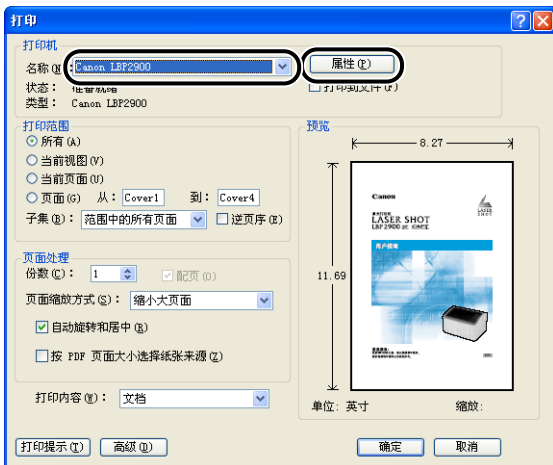 打印
打印机
名称(N): Canon LBP2900 属性(P)
状态: 准备就绪 打印到文件(F)
类型: Canon LBP2900
打印范围
所有(A)
当前视图(V)
当前页面(U)
页面(G) 从: Cover1 到: Cover4
子集(B): 范围中的所有页面 逆页序(E)
页面处理
份数(C): 1 配页(O)
页面缩放方式(S): 缩小大页面
自动旋转和居中(R)
按 PDF 页面大小选择纸张来源(Z)
打印内容(W): 文档
打印提示(T) 高级(D)
预览
8.27
11.69
Canon
LASER SHOT
LBP2900
用户指南
LASER SHOT
单位: 英寸 缩放:
确定 取消